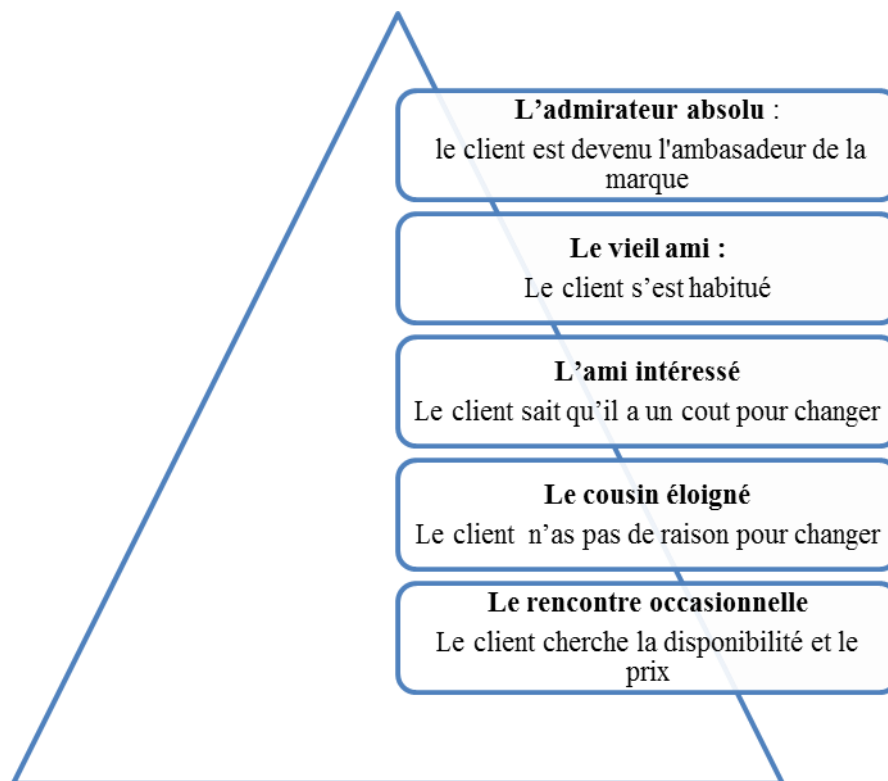 L’admirateur absolu :
le client est devenu l'ambasadeur de la
marque
Le vieil ami :
Le client s’est habitué
L’ami intéressé
Le client sait qu’il a un cout pour changer
Le cousin éloigné
Le client n’as pas de raison pour changer
Le rencontre occasionnelle
Le client cherche la disponibilité et le
prix